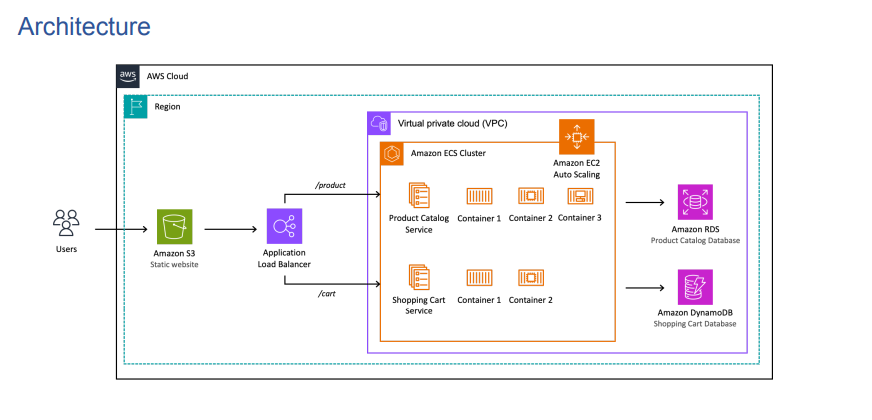 Architecture
aws
AWS Cloud
Region
Virtual private cloud (VPC)
Amazon ECS Cluster
Amazon EC2
Auto Scaling
/product
Product Catalog
Service
Container 1
Container 2
Container 3
Amazon RDS
Product Catalog Database
Users
Amazon S3
Static website
Application
Load Balancer
/cart
Shopping Cart
Service
Container 1
Container 2
Amazon DynamoDB
Shopping Cart Database